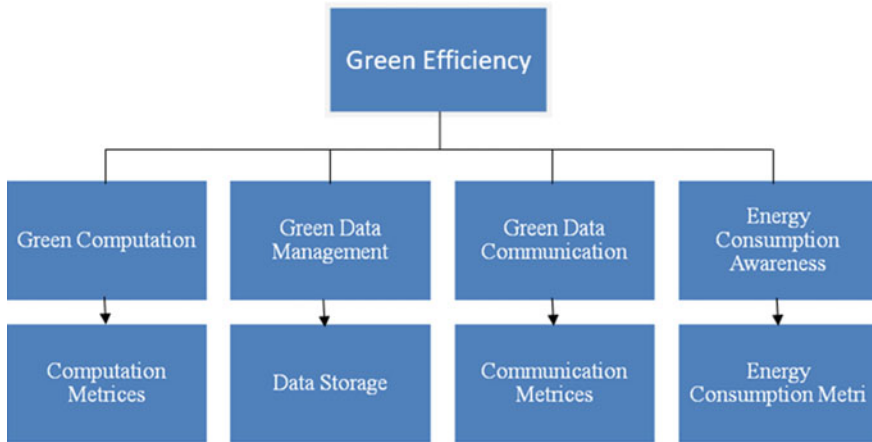 Green Efficiency
Green Computation
Green Data
Management
Green Data
Communication
Energy
Consumption
Awareness
Computation
Metrices
Data Storage
Communication
Metrices
Energy
Consumption Metri